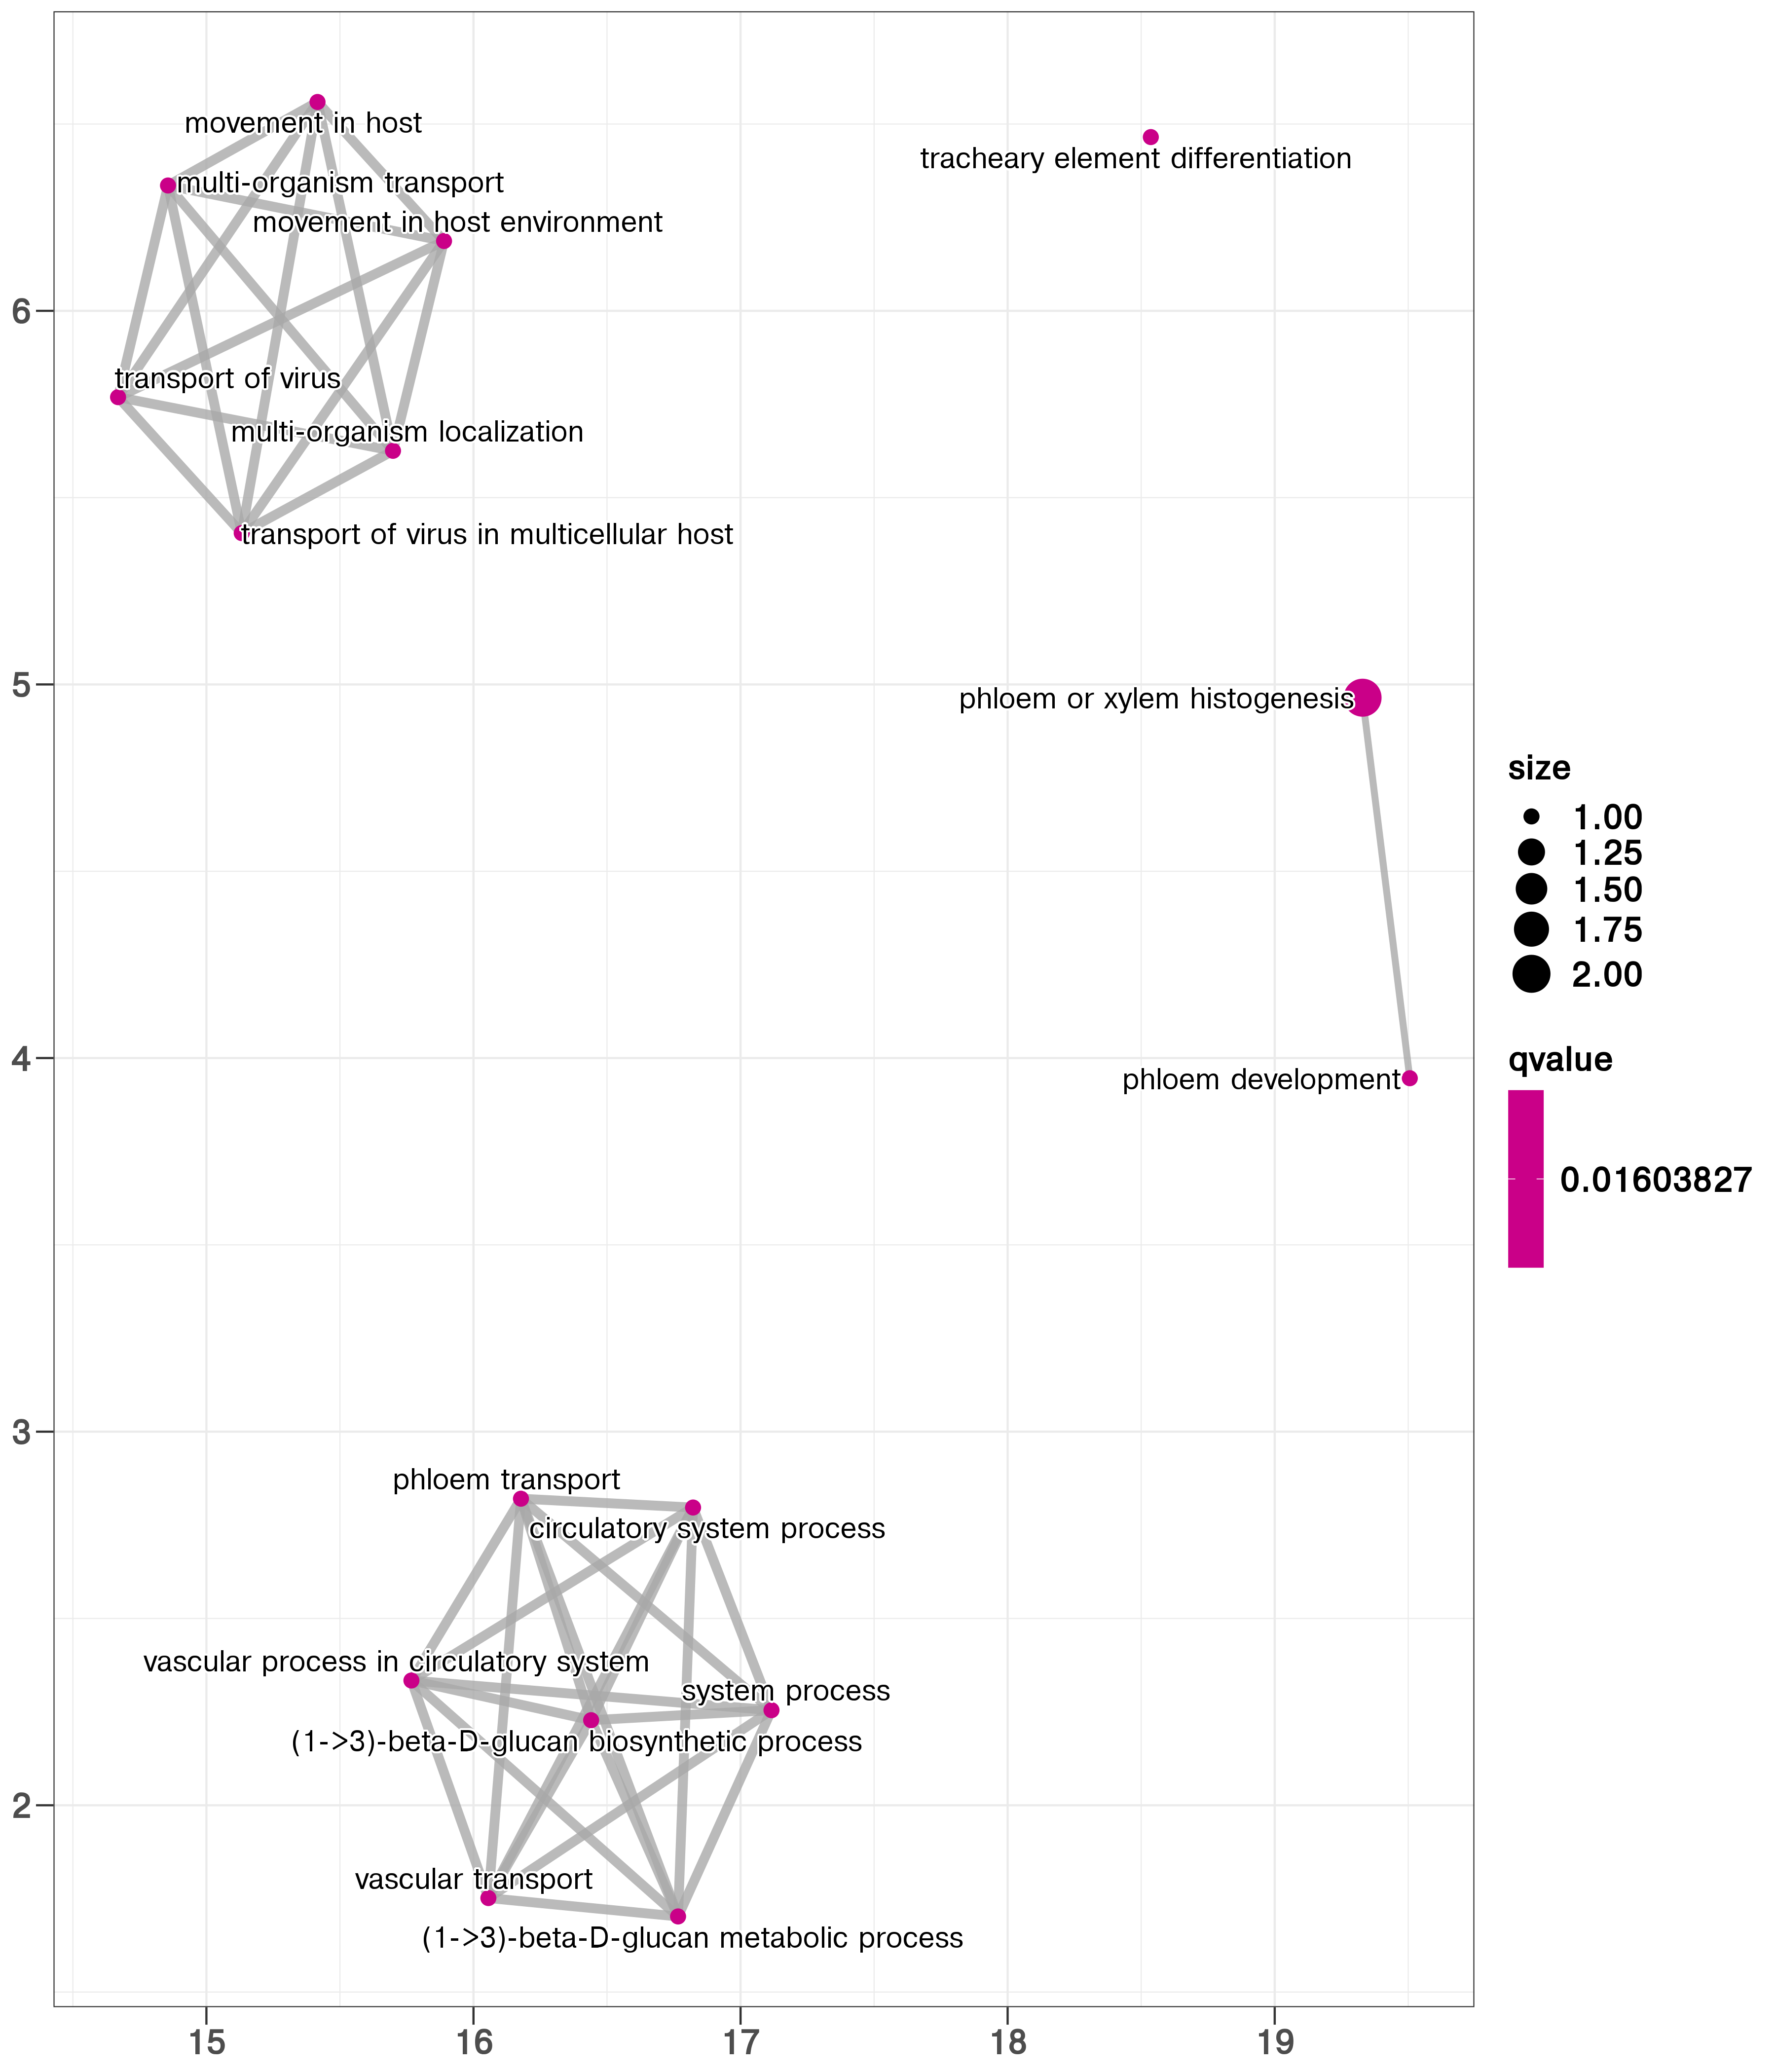 movement in host
tracheary element differentiation
multi-organism transport
movement in host environment
6
transport of virus
multi-organism localization
transport of virus in multicellular host
5
phloem or xylem histogenesis
size
1.00
1.25
1.50
1.75
2.00
4
phloem development
qvalue
0.01603827
3
phloem transport
circulatory system process
vascular process in circulatory system
system process
(1->3)-beta-D-glucan biosynthetic process
2
vascular transport
(1->3)-beta-D-glucan metabolic process
15 16 17 18 19